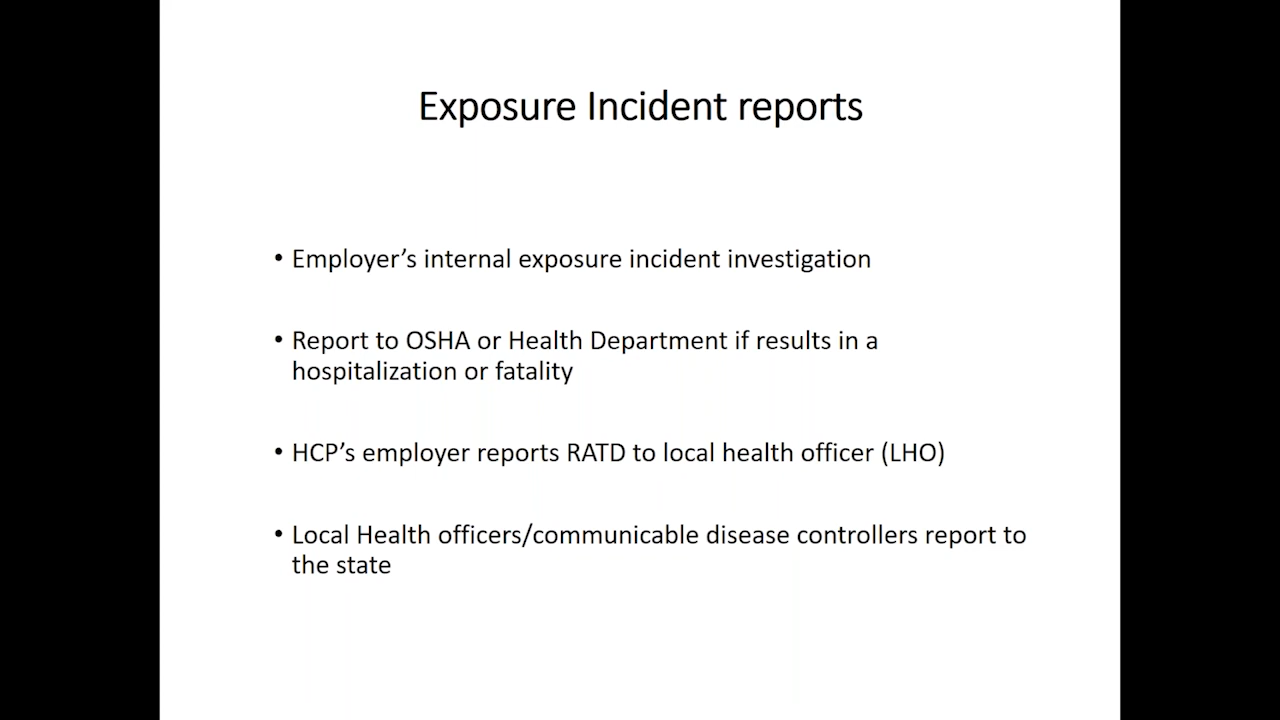 Exposure Incident reports
• Employer’s internal exposure incident investigation
• Report to OSHA or Health Department if results in a
hospitalization or fatality
• HCP’s employer reports RATD to local health officer (LHO)
• Local Health officers/communicable disease controllers report to
the state